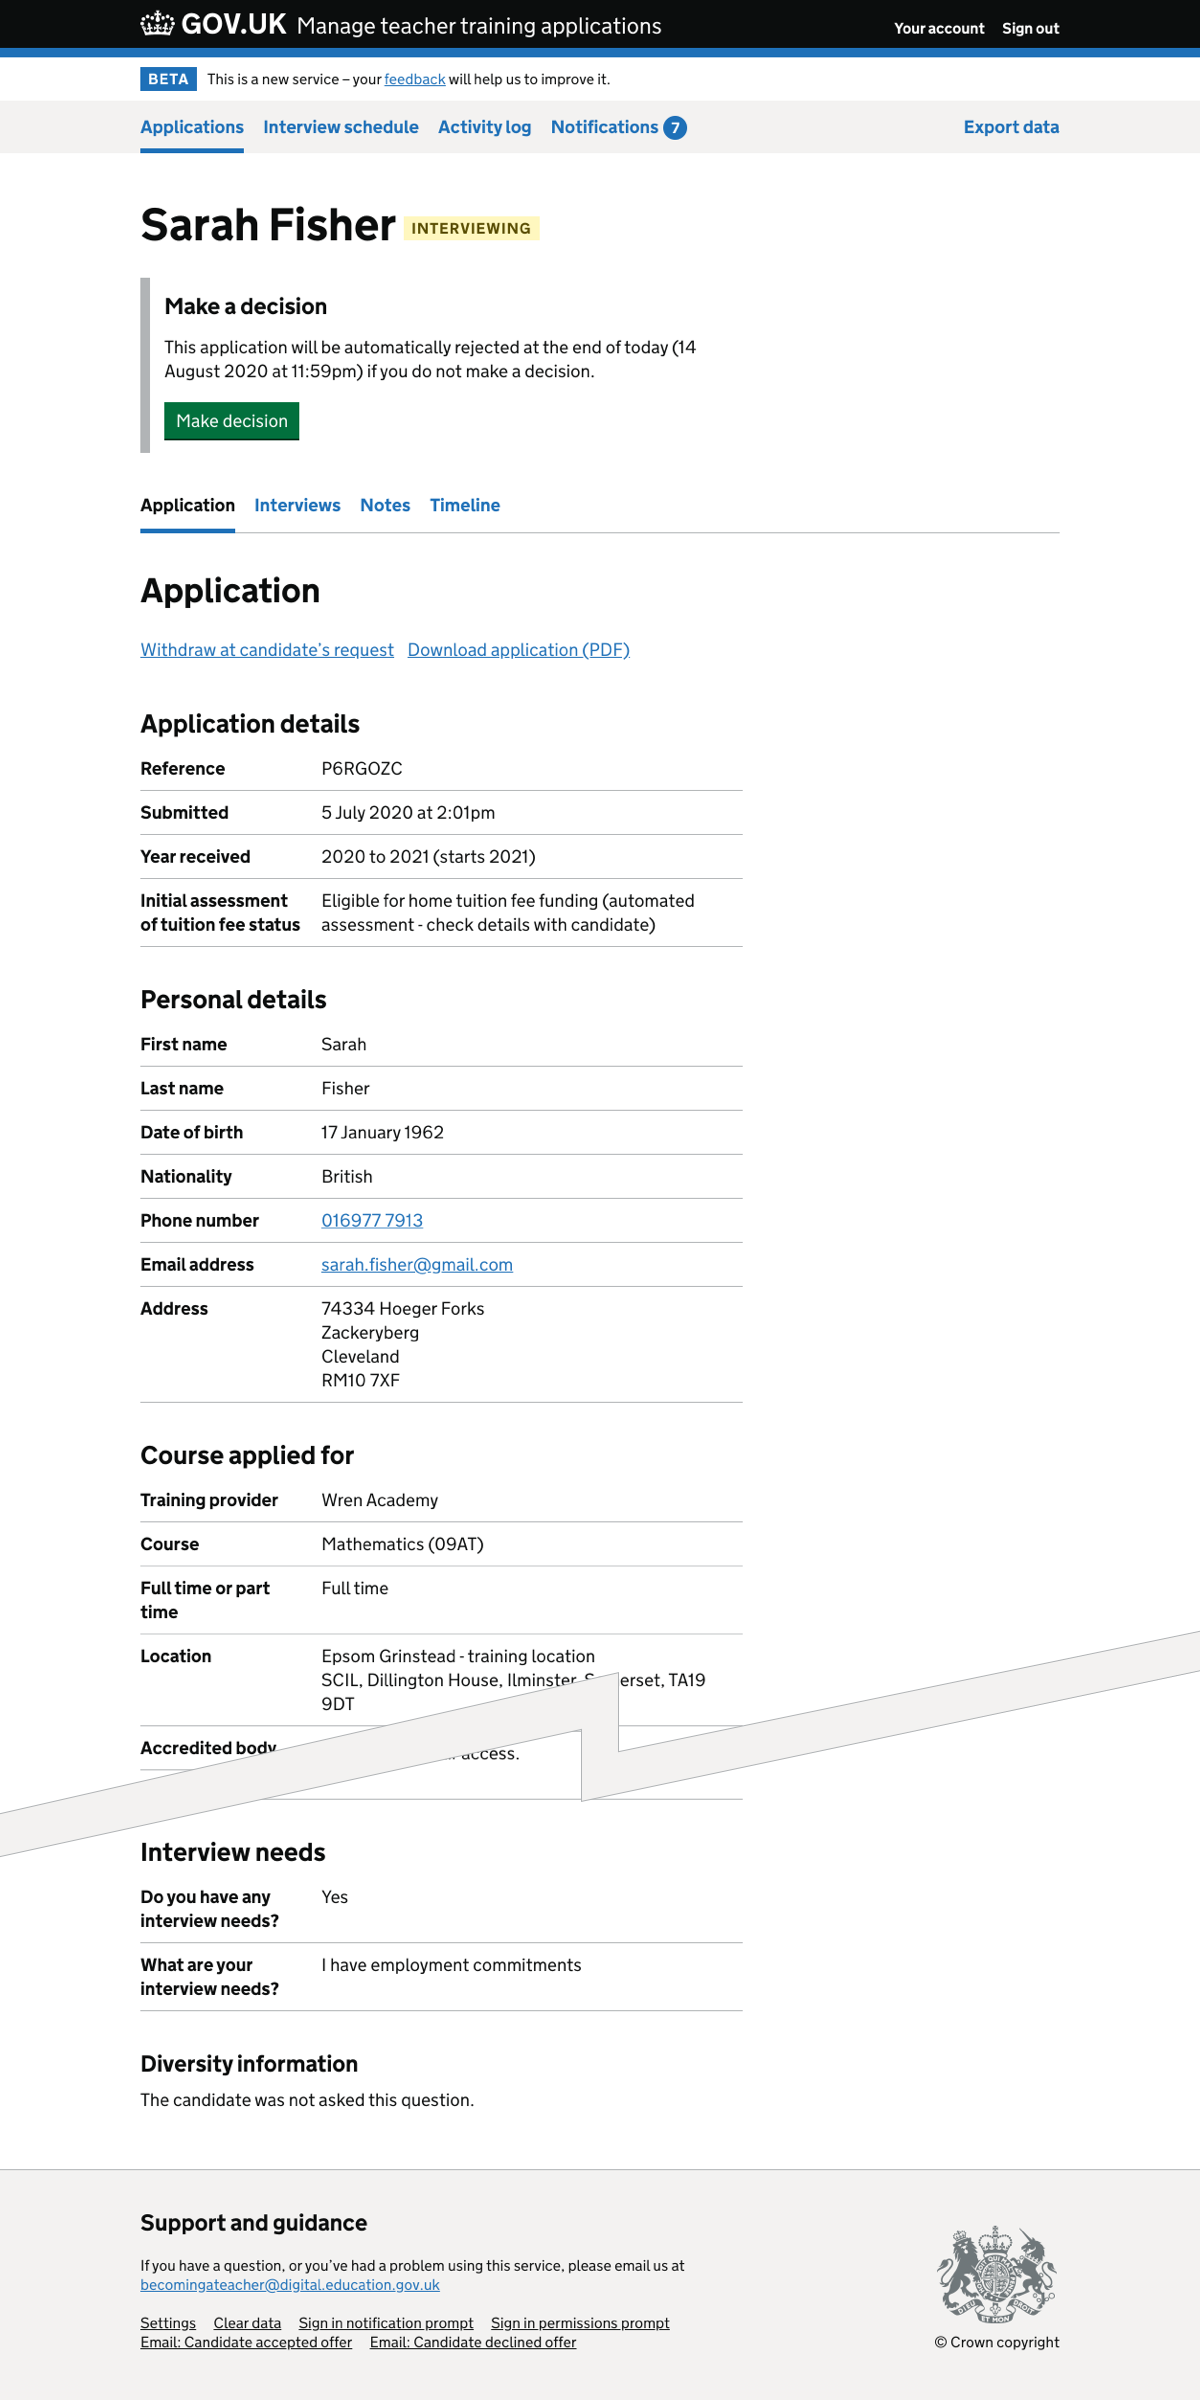 GOV.UK Manage teacher training applications Your account Sign out
BETA This is a new service – your feedback will help us to improve it.
Applications Interview schedule Activity log Notifications 7 Export data
Sarah Fisher INTERVIEWING
Make a decision
This application will be automatically rejected at the end of today (14
August 2020 at 11:59pm) if you do not make a decision.
Make decision
Application Interviews Notes Timeline
Application
Withdraw at candidate’s request Download application (PDF)
Application details
Reference P6RGOZC
Submitted 5 July 2020 at 2:01pm
Year received 2020 to 2021 (starts 2021)
Initial assessment Eligible for home tuition fee funding (automated
of tuition fee status assessment - check details with candidate)
Personal details
First name Sarah
Last name Fisher
Date of birth 17 January 1962
Nationality British
Phone number 016977 7913
Email address sarah.fisher@gmail.com
Address 74334 Hoeger Forks
Zackeryberg
Cleveland
RM10 7XF
Course applied for
Training provider Wren Academy
Course Mathematics (09AT)
Full time or part Full time
time
Location Epsom Grinstead - training location
SCIL, Dillington House, Ilminster, TA19
9DT
Accredited body access.
Interview needs
Do you have any Yes
interview needs?
What are your I have employment commitments
interview needs?
Diversity information
The candidate was not asked this question.
Support and guidance
If you have a question, or you’ve had a problem using this service, please email us at
becomingateacher@digital.education.gov.uk
Settings Clear data Sign in notification prompt Sign in permissions prompt
Email: Candidate accepted offer Email: Candidate declined offer
© Crown copyright